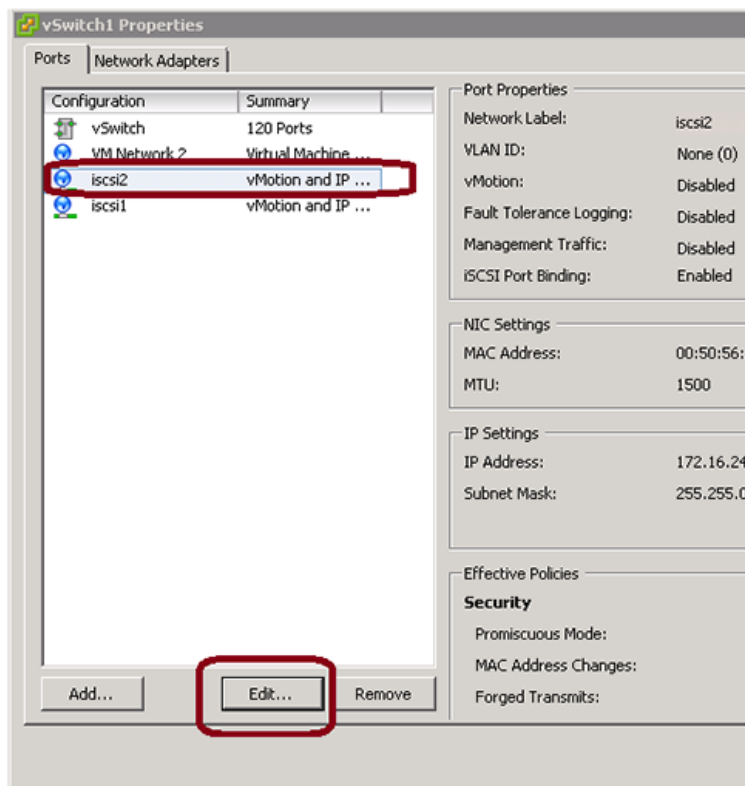 vSwitch1 Properties
Ports Network Adapters
Configuration Summary
vSwitch 120 Ports
VM Network 2 Virtual Machine ...
iscsi2 vMotion and IP ...
iscsi1 vMotion and IP ...
Add... Edit... Remove
Port Properties
Network Label: iscsi2
VLAN ID: None (0)
vMotion: Disabled
Fault Tolerance Logging: Disabled
Management Traffic: Disabled
iSCSI Port Binding: Enabled
NIC Settings
MAC Address: 00:50:56:
MTU: 1500
IP Settings
IP Address: 172.16.24
Subnet Mask: 255.255.0
Effective Policies
Security
Promiscuous Mode:
MAC Address Changes:
Forged Transmits: